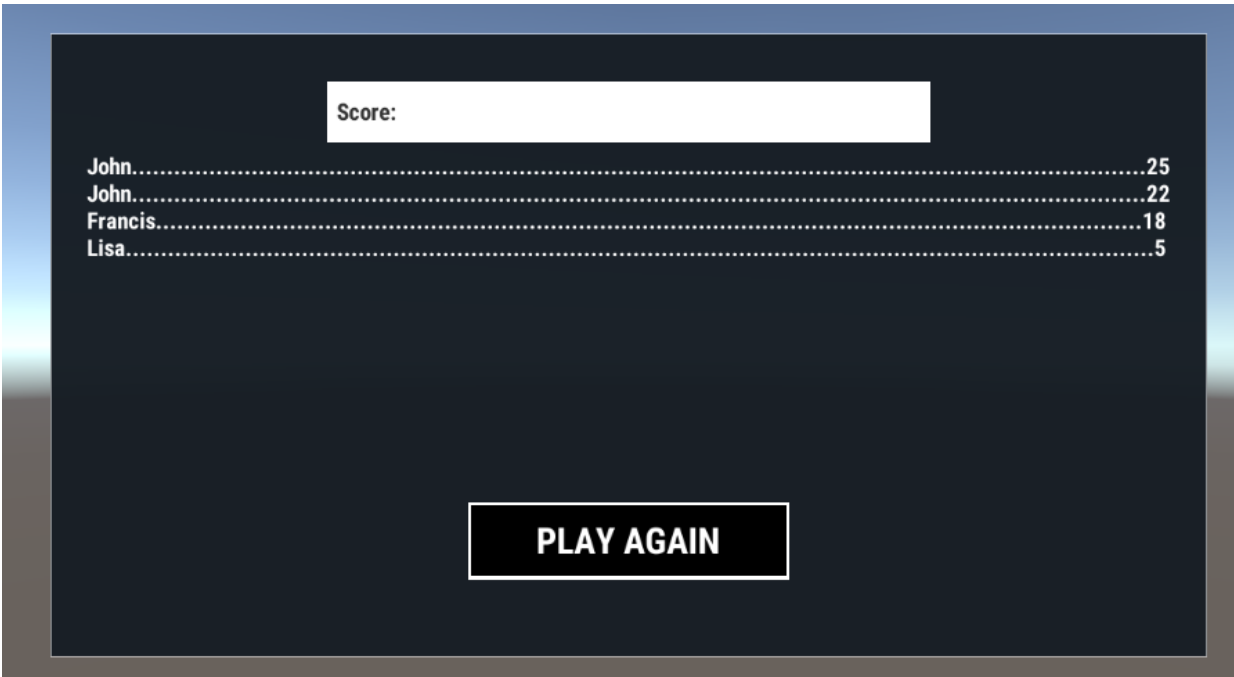 Score:
John........................................................................................................................................................25
John........................................................................................................................................................22
Francis.....................................................................................................................................................18
Lisa..........................................................................................................................................................5
PLAY AGAIN